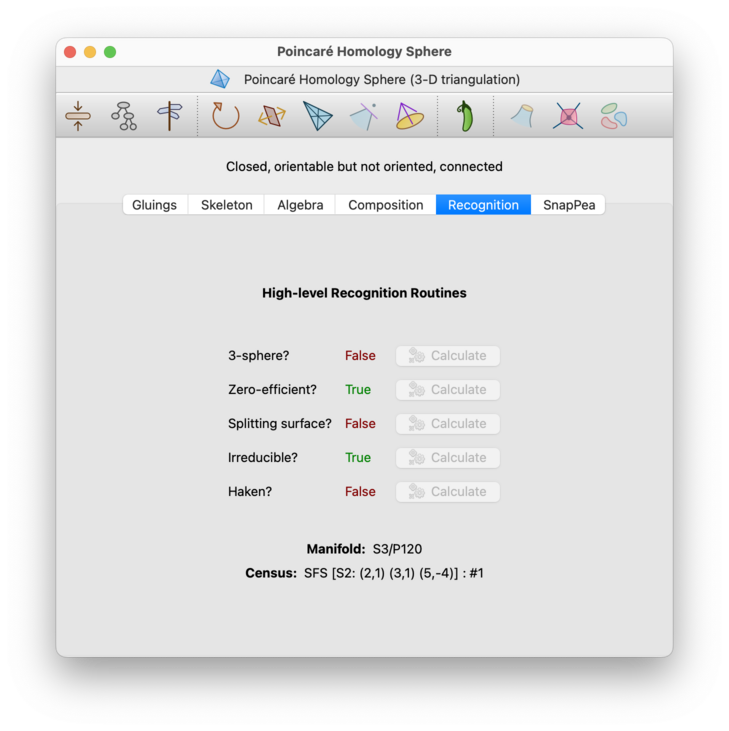 Poincaré Homology Sphere
Poincaré Homology Sphere (3-D triangulation)
Closed, orientable but not oriented, connected
Gluings Skeleton Algebra Composition Recognition SnapPea
High-level Recognition Routines
3-sphere? False Calculate
Zero-efficient? True Calculate
Splitting surface? False Calculate
Irreducible? True Calculate
Haken? False Calculate
Manifold: S3/P120
Census: SFS [S2: (2,1) (3,1) (5,-4)] : #1